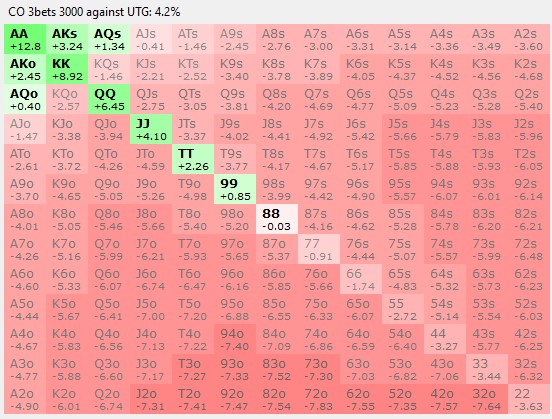 CO 3bets 3000 against UTG: 4.2%
AA AKs AQs AJs ATs A9s A8s A7s A6s A5s A4s A3s A2s
+12.8 +3.24 +1.34 -0.41 -1.46 -2.45 -2.76 -3.00 -3.31 -3.14 -3.36 -3.49 -3.60
AKo KK KQs KJs KTs K9s K8s K7s K6s K5s K4s K3s K2s
+2.45 +8.92 -1.46 -2.21 -2.52 -3.40 -3.78 -3.89 -4.05 -4.37 -4.52 -4.56 -4.68
AQo KQo QQ QJs QTs Q9s Q8s Q7s Q6s Q5s Q4s Q3s Q2s
+0.40 -2.57 +6.45 -2.75 -3.05 -3.81 -4.20 -4.69 -4.77 -5.09 -5.23 -5.28 -5.40
AJo KJo QJo JJ JTs J9s J8s J7s J6s J5s J4s J3s J2s
-1.47 -3.38 -3.94 +4.10 -3.37 -4.02 -4.41 -4.92 -5.42 -5.66 -5.79 -5.83 -5.96
ATo KTo QTo JTo TT T9s T8s T7s T6s T5s T4s T3s T2s
-2.61 -3.72 -4.26 -4.59 +2.26 -3.77 -4.17 -4.67 -5.17 -5.85 -5.88 -5.93 -6.05
A9o K9o Q9o J9o T9o 99 98s 97s 96s 95s 94s 93s 92s
-3.70 -4.65 -5.05 -5.26 -4.98 +0.85 -3.99 -4.42 -4.90 -5.57 -6.07 -6.01 -6.14
A8o K8o Q8o J8o T8o 98o 88 87s 86s 85s 84s 83s 82s
-4.01 -5.05 -5.46 -5.66 -5.40 -5.20 -0.03 -4.16 -4.62 -5.28 -5.78 -6.20 -6.21
A7o K7o Q7o J7o T7o 97o 87o 77 76s 75s 74s 73s 72s
-4.26 -5.16 -5.99 -6.21 -5.93 -5.65 -5.37 -0.91 -4.44 -5.07 -5.57 -5.99 -6.48
A6o K6o Q6o J6o T6o 96o 86o 76o 66 65s 64s 63s 62s
-4.60 -5.33 -6.07 -6.74 -6.47 -6.16 -5.85 -5.66 -1.74 -4.83 -5.32 -5.73 -6.23
A5o K5o Q5o J5o T5o 95o 85o 75o 65o 55 54s 53s 52s
-4.44 -5.67 -6.41 -7.00 -7.20 -6.88 -6.55 -6.33 -6.07 -2.72 -5.14 -5.54 -6.03
A4o K4o Q4o J4o T4o 94o 84o 74o 64o 54o 44 43s 42s
-4.67 -5.83 -6.56 -7.13 -7.22 -7.40 -7.09 -6.86 -6.59 -6.40 -3.27 -5.77 -6.25
A3o K3o Q3o J3o T3o 93o 83o 73o 63o 53o 43o 33 32s
-4.77 -5.88 -6.60 -7.17 -7.27 -7.33 -7.52 -7.30 -7.03 -6.82 -7.06 -3.44 -6.32
A2o K2o Q2o J2o T2o 92o 82o 72o 62o 52o 42o 32o 22
-4.90 -6.01 -6.74 -7.31 -7.41 -7.47 -7.54 -7.83 -7.55 -7.35 -7.57 -7.64 -3.63